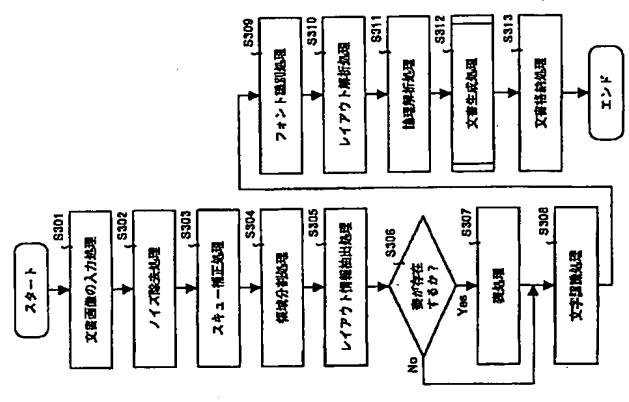 スタート
S301
文書画像の入力処理
S302
ノイズ除去処理
S303
スキュー補正処理
S304
領域分割処理
S305
レイアウト情報抽出処理
S306
表が存在
するか?
No
Yes
S307
表処理
S308
文字認識処理
S309
フォント識別処理
S310
レイアウト解析処理
S311
論理解析処理
S312
文書生成処理
S313
文書格納処理
エンド